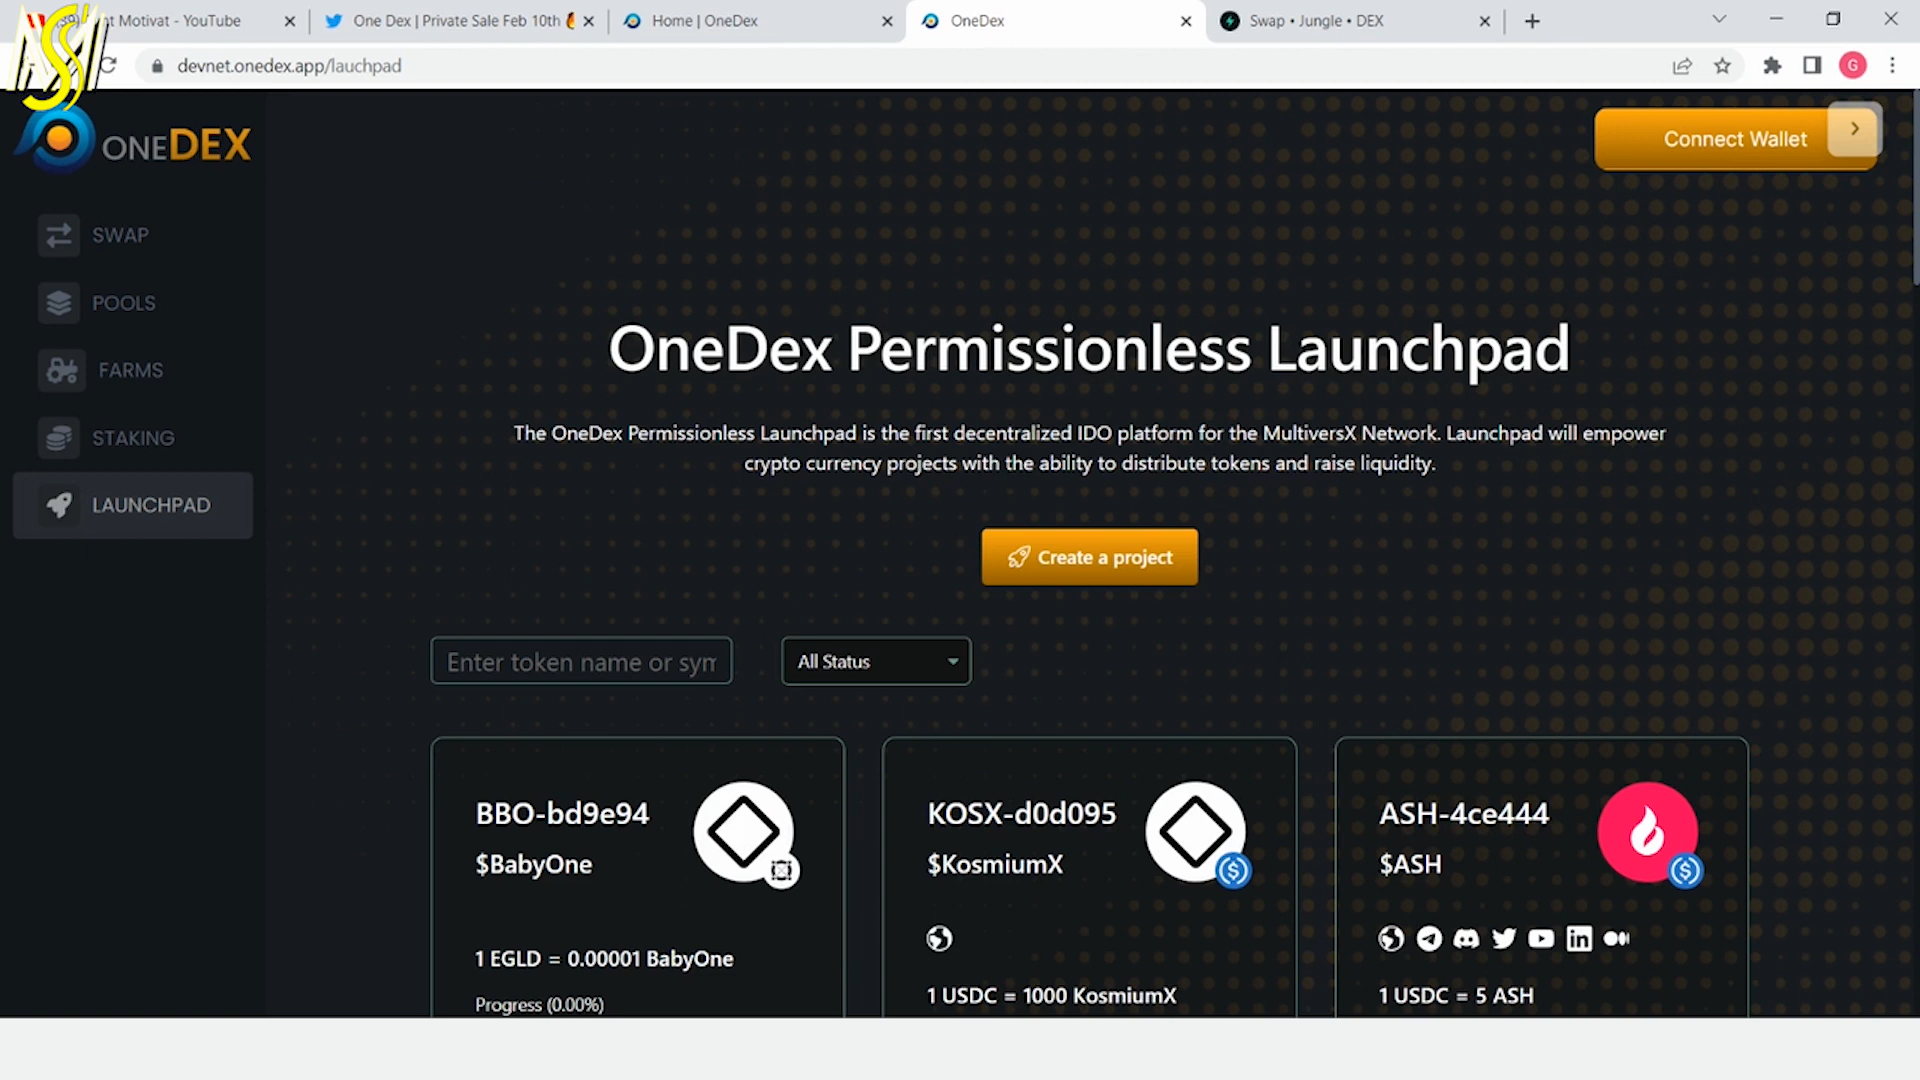 nt Motivat - YouTube
One Dex | Private Sale Feb 10th
Home | OneDex
OneDex
Swap • Jungle • DEX
devnet.onedex.app/lauchpad
G
ONEDEX
Connect Wallet
SWAP
POOLS
FARMS
STAKING
LAUNCHPAD
OneDex Permissionless Launchpad
The OneDex Permissionless Launchpad is the first decentralized IDO platform for the MultiversX Network. Launchpad will empower
crypto currency projects with the ability to distribute tokens and raise liquidity.
Create a project
Enter token name or sym
All Status
BBO-bd9e94
$BabyOne
1 EGLD = 0.00001 BabyOne
Progress (0.00%)
KOSX-d0d095
$KosmiumX
1 USDC = 1000 KosmiumX
ASH-4ce444
$ASH
in
1 USDC = 5 ASH